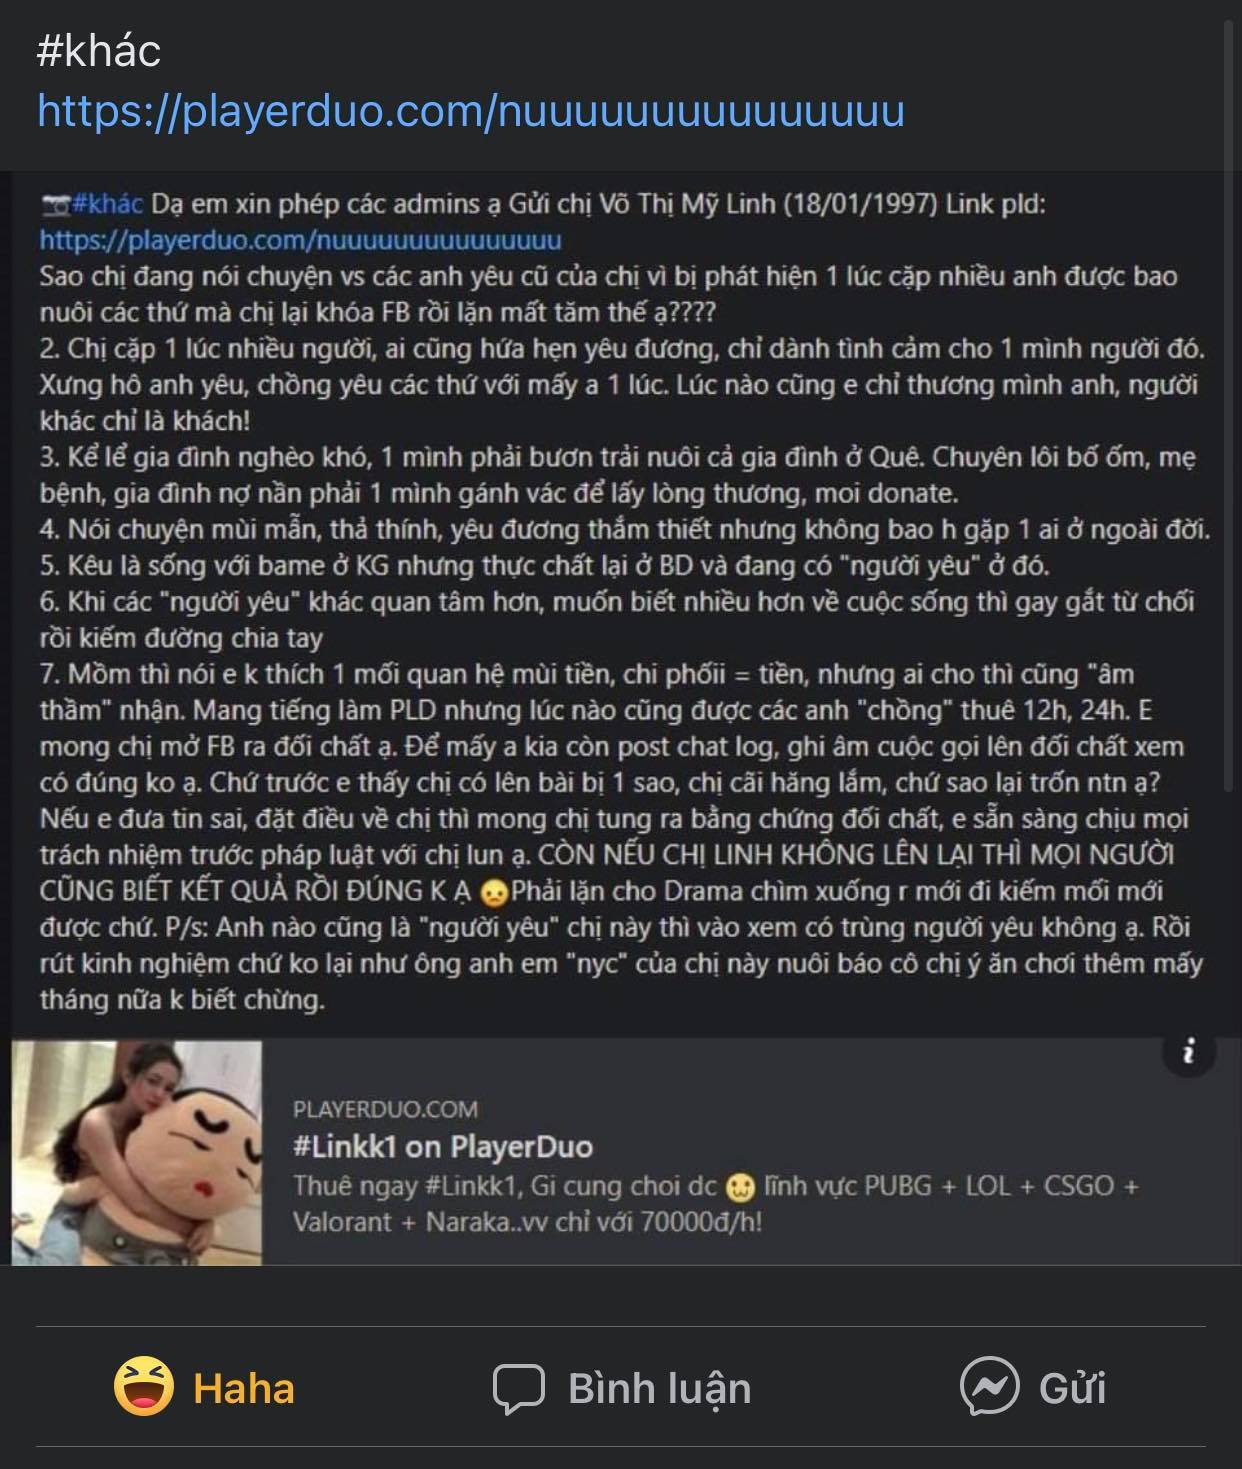 #khác
https://playerduo.com/nuuuuuuuuuuuuuuu
#khác Dạ em xin phép các admins ạ Gửi chị Võ Thị Mỹ Linh (18/01/1997) Link pld:
https://playerduo.com/nuuuuuuuuuuuuuuu
Sao chị đang nói chuyện vs các anh yêu cũ của chị vì bị phát hiện 1 lúc cặp nhiều anh được bao
nuôi các thứ mà chị lại khóa FB rồi lặn mất tăm thế ạ????
2. Chị cặp 1 lúc nhiều người, ai cũng hứa hẹn yêu đương, chỉ dành tình cảm cho 1 mình người đó.
Xưng hô anh yêu, chồng yêu các thứ với mấy a 1 lúc. Lúc nào cũng e chỉ thương mình anh, người
khác chỉ là khách!
3. Kể lể gia đình nghèo khó, 1 mình phải bươn trải nuôi cả gia đình ở Quê. Chuyên lôi bố ốm, mẹ
bệnh, gia đình nợ nần phải 1 mình gánh vác để lấy lòng thương, moi donate.
4. Nói chuyện mùi mẫn, thả thính, yêu đương thắm thiết nhưng không bao h gặp 1 ai ở ngoài đời.
5. Kêu là sống với bame ở KG nhưng thực chất lại ở BD và đang có "người yêu" ở đó.
6. Khi các "người yêu" khác quan tâm hơn, muốn biết nhiều hơn về cuộc sống thì gay gắt từ chối
rồi kiếm đường chia tay
7. Mồm thì nói e k thích 1 mối quan hệ mùi tiền, chi phốii = tiền, nhưng ai cho thì cũng "âm
thầm" nhận. Mang tiếng làm PLD nhưng lúc nào cũng được các anh "chồng" thuê 12h, 24h. E
mong chị mở FB ra đối chất ạ. Để mấy a kia còn post chat log, ghi âm cuộc gọi lên đối chất xem
có đúng ko ạ. Chứ trước e thấy chị có lên bài bị 1 sao, chị cãi hăng lắm, chứ sao lại trốn ntn ạ?
Nếu e đưa tin sai, đặt điều về chị thì mong chị tung ra bằng chứng đối chất, e sẵn sàng chịu mọi
trách nhiệm trước pháp luật với chị lun ạ. CÒN NẾU CHỊ LINH KHÔNG LÊN LẠI THÌ MỌI NGƯỜI
CŨNG BIẾT KẾT QUẢ RỒI ĐÚNG K Ạ 😞Phải lặn cho Drama chìm xuống r mới đi kiếm mối mới
được chứ. P/s: Anh nào cũng là "người yêu" chị này thì vào xem có trùng người yêu không ạ. Rồi
rút kinh nghiệm chứ ko lại như ông anh em "nyc" của chị này nuôi báo cô chị ý ăn chơi thêm mấy
tháng nữa k biết chừng.
PLAYERDUO.COM
#Linkk1 on PlayerDuo
Thuê ngay #Linkk1, Gi cung choi dc lĩnh vực PUBG + LOL + CSGO +
Valorant + Naraka..vv chỉ với 70000đ/h!
Haha
Bình luận
Gửi